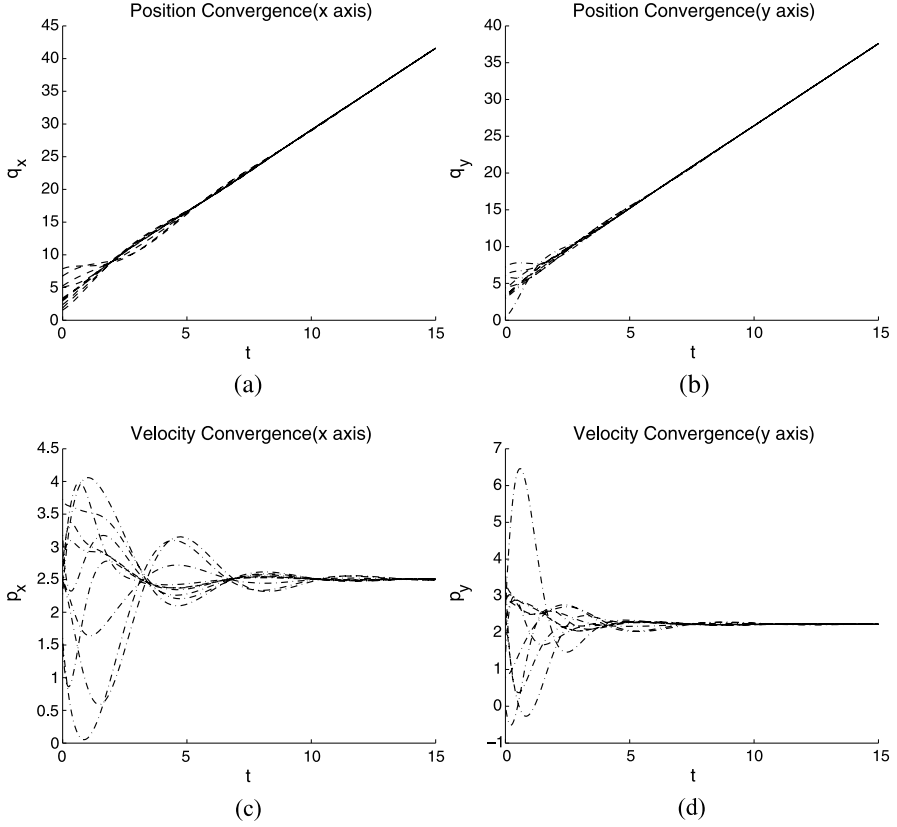 Position Convergence(x axis)
45
40
35
30
25
20
15
10
5
0
q_x
0 5 10 15
t
(a)
Position Convergence(y axis)
40
35
30
25
20
15
10
5
0
q_y
0 5 10 15
t
(b)
Velocity Convergence(x axis)
4.5
4
3.5
3
2.5
2
1.5
1
0.5
0
p_x
0 5 10 15
t
(c)
Velocity Convergence(y axis)
7
6
5
4
3
2
1
0
−1
p_y
0 5 10 15
t
(d)